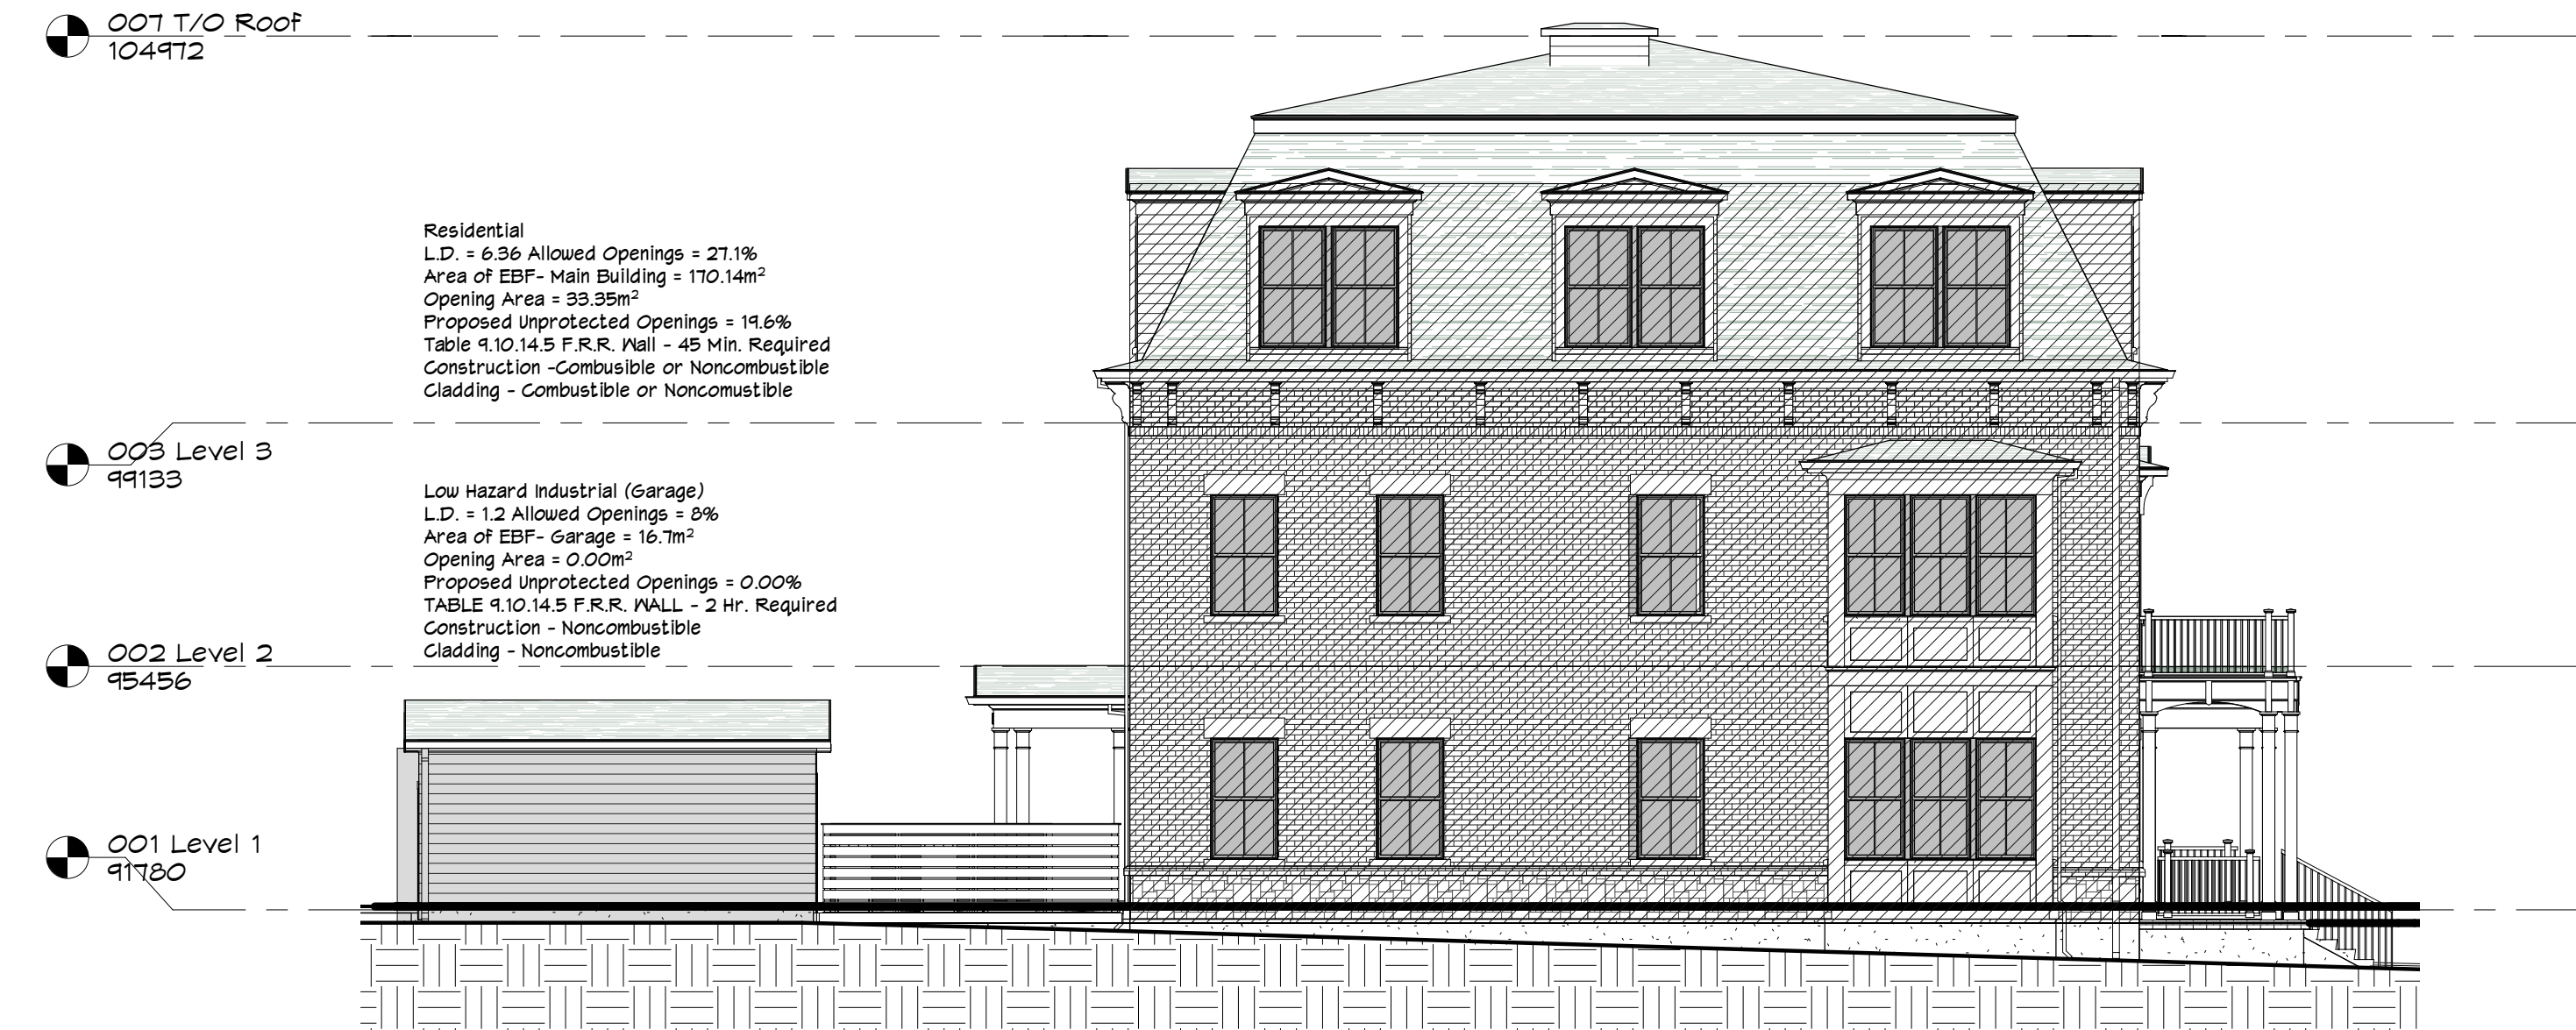 007 T/O Roof
104972
Residential
L.D. = 6.36 Allowed Openings = 27.1%
Area of EBF- Main Building = 170.14m²
Opening Area = 33.35m²
Proposed Unprotected Openings = 19.6%
Table 9.10.14.5 F.R.R. Wall - 45 Min. Required
Construction -Combusible or Noncombustible
Cladding - Combustible or Noncomustible
003 Level 3
99133
Low Hazard Industrial (Garage)
L.D. = 1.2 Allowed Openings = 8%
Area of EBF- Garage = 16.7m²
Opening Area = 0.00m²
Proposed Unprotected Openings = 0.00%
TABLE 9.10.14.5 F.R.R. WALL - 2 Hr. Required
Construction - Noncombustible
Cladding - Noncombustible
002 Level 2
95456
001 Level 1
91780